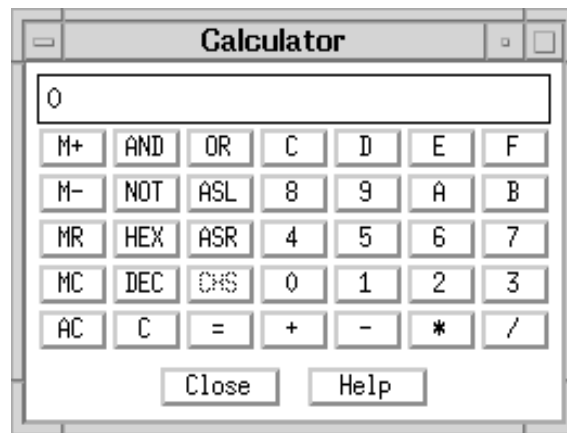 Calculator
0
M+ AND OR C D E F
M- NOT ASL 8 9 A B
MR HEX ASR 4 5 6 7
MC DEC CHS 0 1 2 3
AC C = + - * /
Close Help